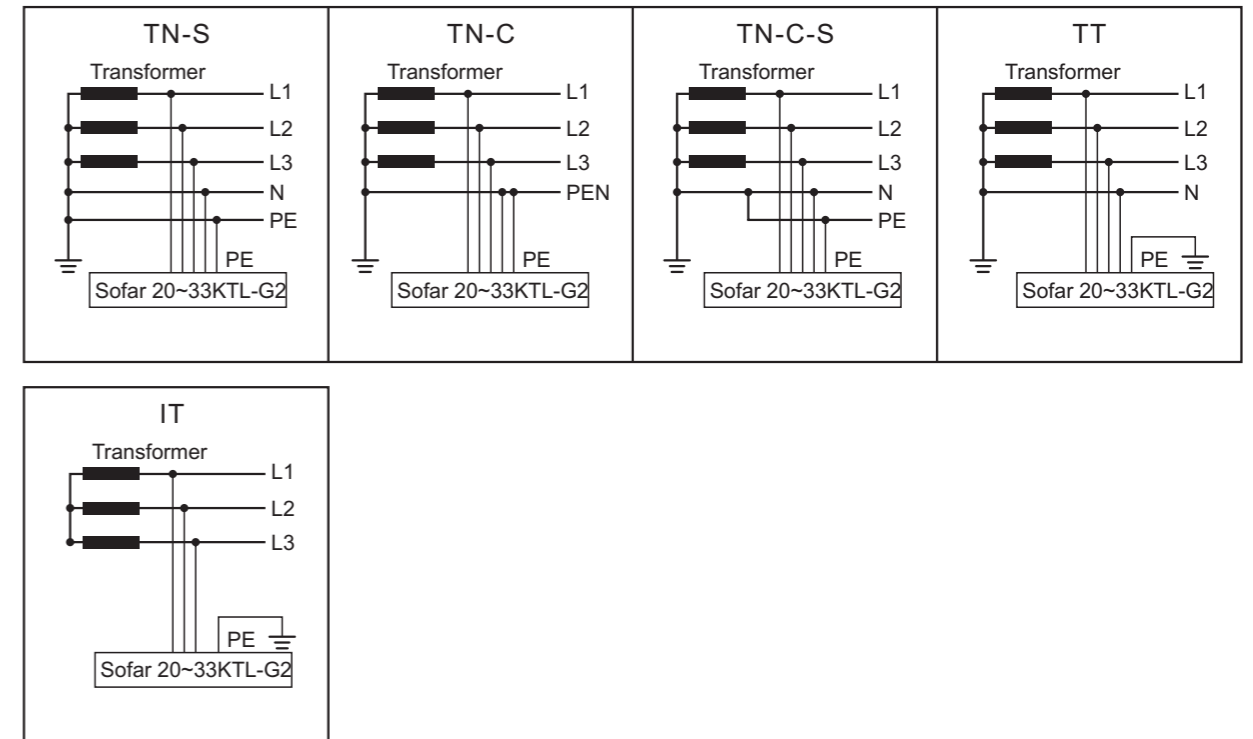 TN-S
Transformer
L1
L2
L3
N
PE
PE
Sofar 20~33KTL-G2
TN-C
Transformer
L1
L2
L3
PEN
PE
Sofar 20~33KTL-G2
TN-C-S
Transformer
L1
L2
L3
N
PE
PE
Sofar 20~33KTL-G2
TT
Transformer
L1
L2
L3
N
PE
Sofar 20~33KTL-G2
IT
Transformer
L1
L2
L3
PE
Sofar 20~33KTL-G2